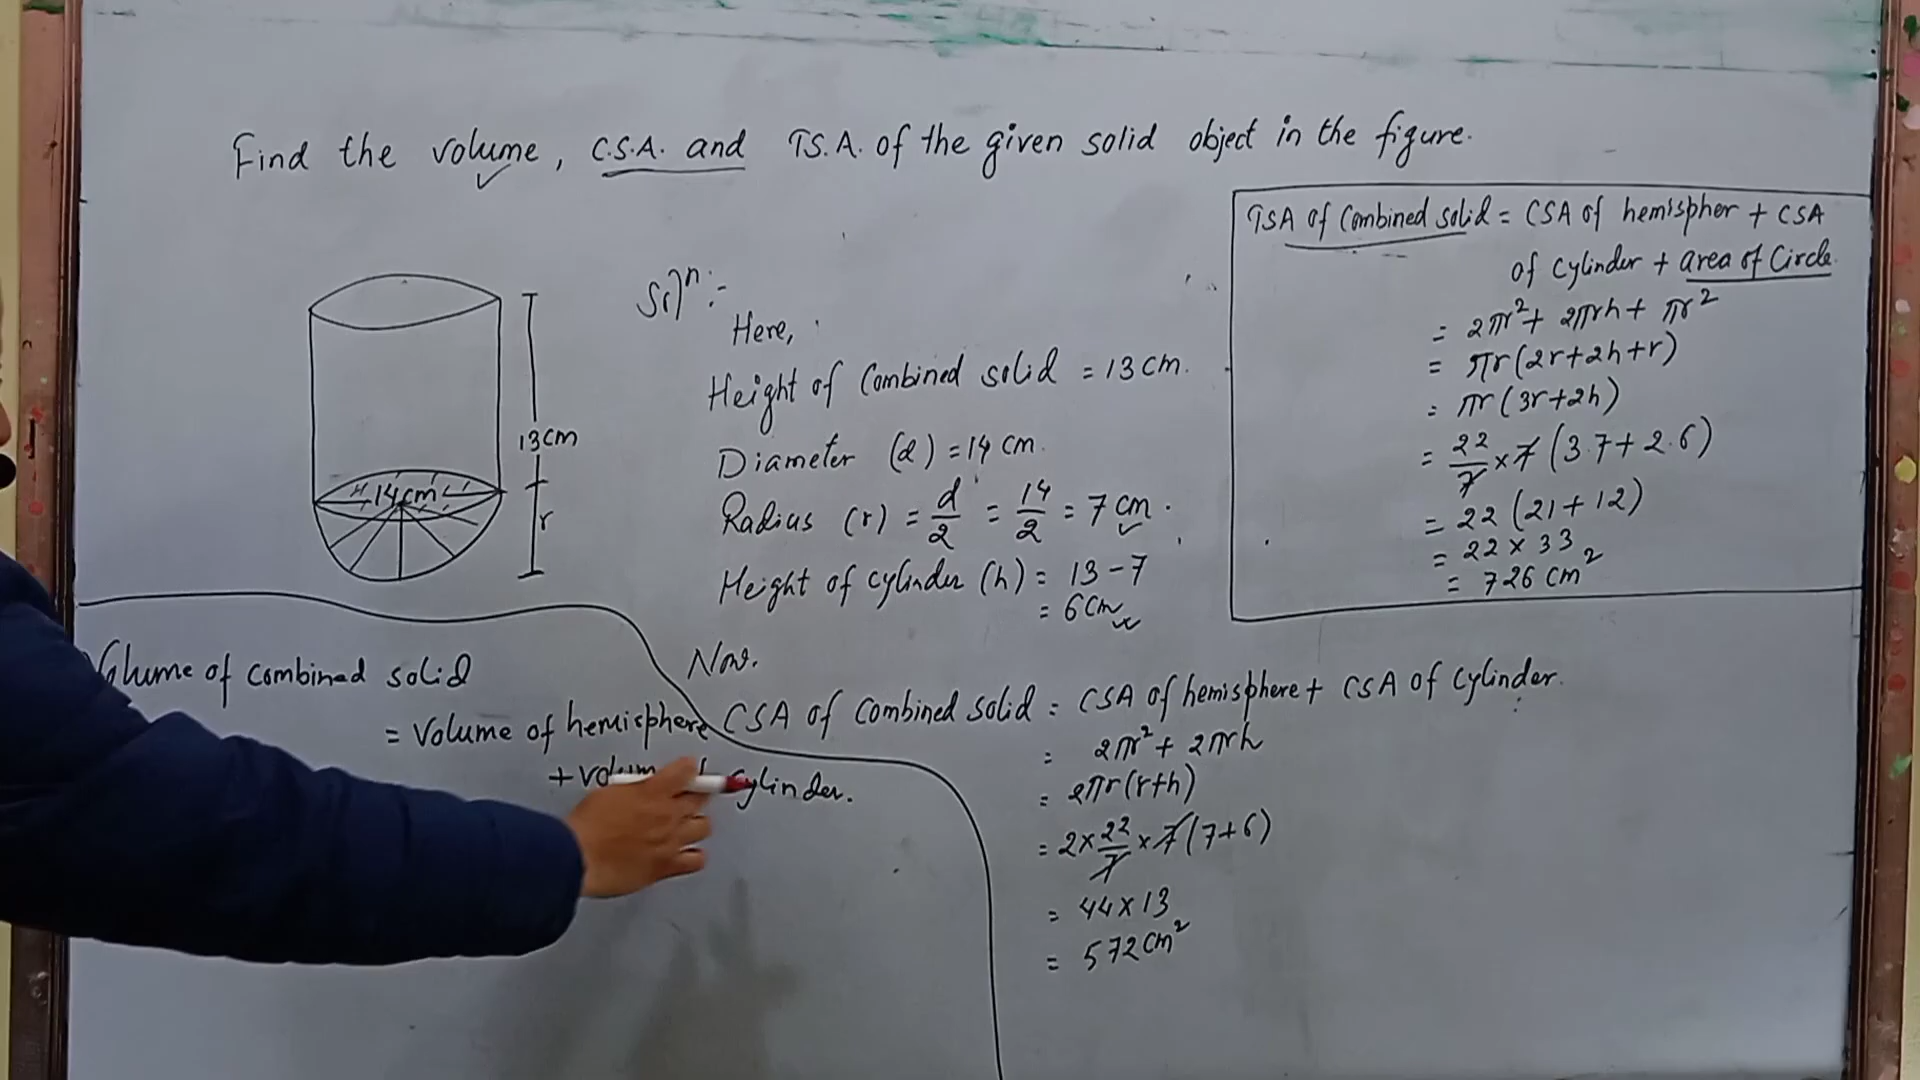 Find the volume, C.S.A. and T.S.A. of the given solid object in the figure.
13cm
14cm
r
Solⁿ:-
Here,
Height of Combined solid = 13cm.
Diameter (d) = 14 cm.
Radius (r) = d/2 = 14/2 = 7 cm.
Height of cylinder (h) = 13-7
= 6cm
Now.
CSA of Combined solid = CSA of hemisphere + CSA of Cylinder.
= 2πr² + 2πrh
= 2πr(r+h)
= 2×22/7×7(7+6)
= 44×13
= 572cm²
TSA of Combined solid = CSA of hemispher + CSA
of Cylinder + area of Circle.
= 2πr² + 2πrh + πr²
= πr(2r+2h+r)
= πr(3r+2h)
= 22/7×7(3.7+2.6)
= 22(21+12)
= 22×33
= 726 cm²
Volume of combined solid
= Volume of hemisphere
+ cylinder.